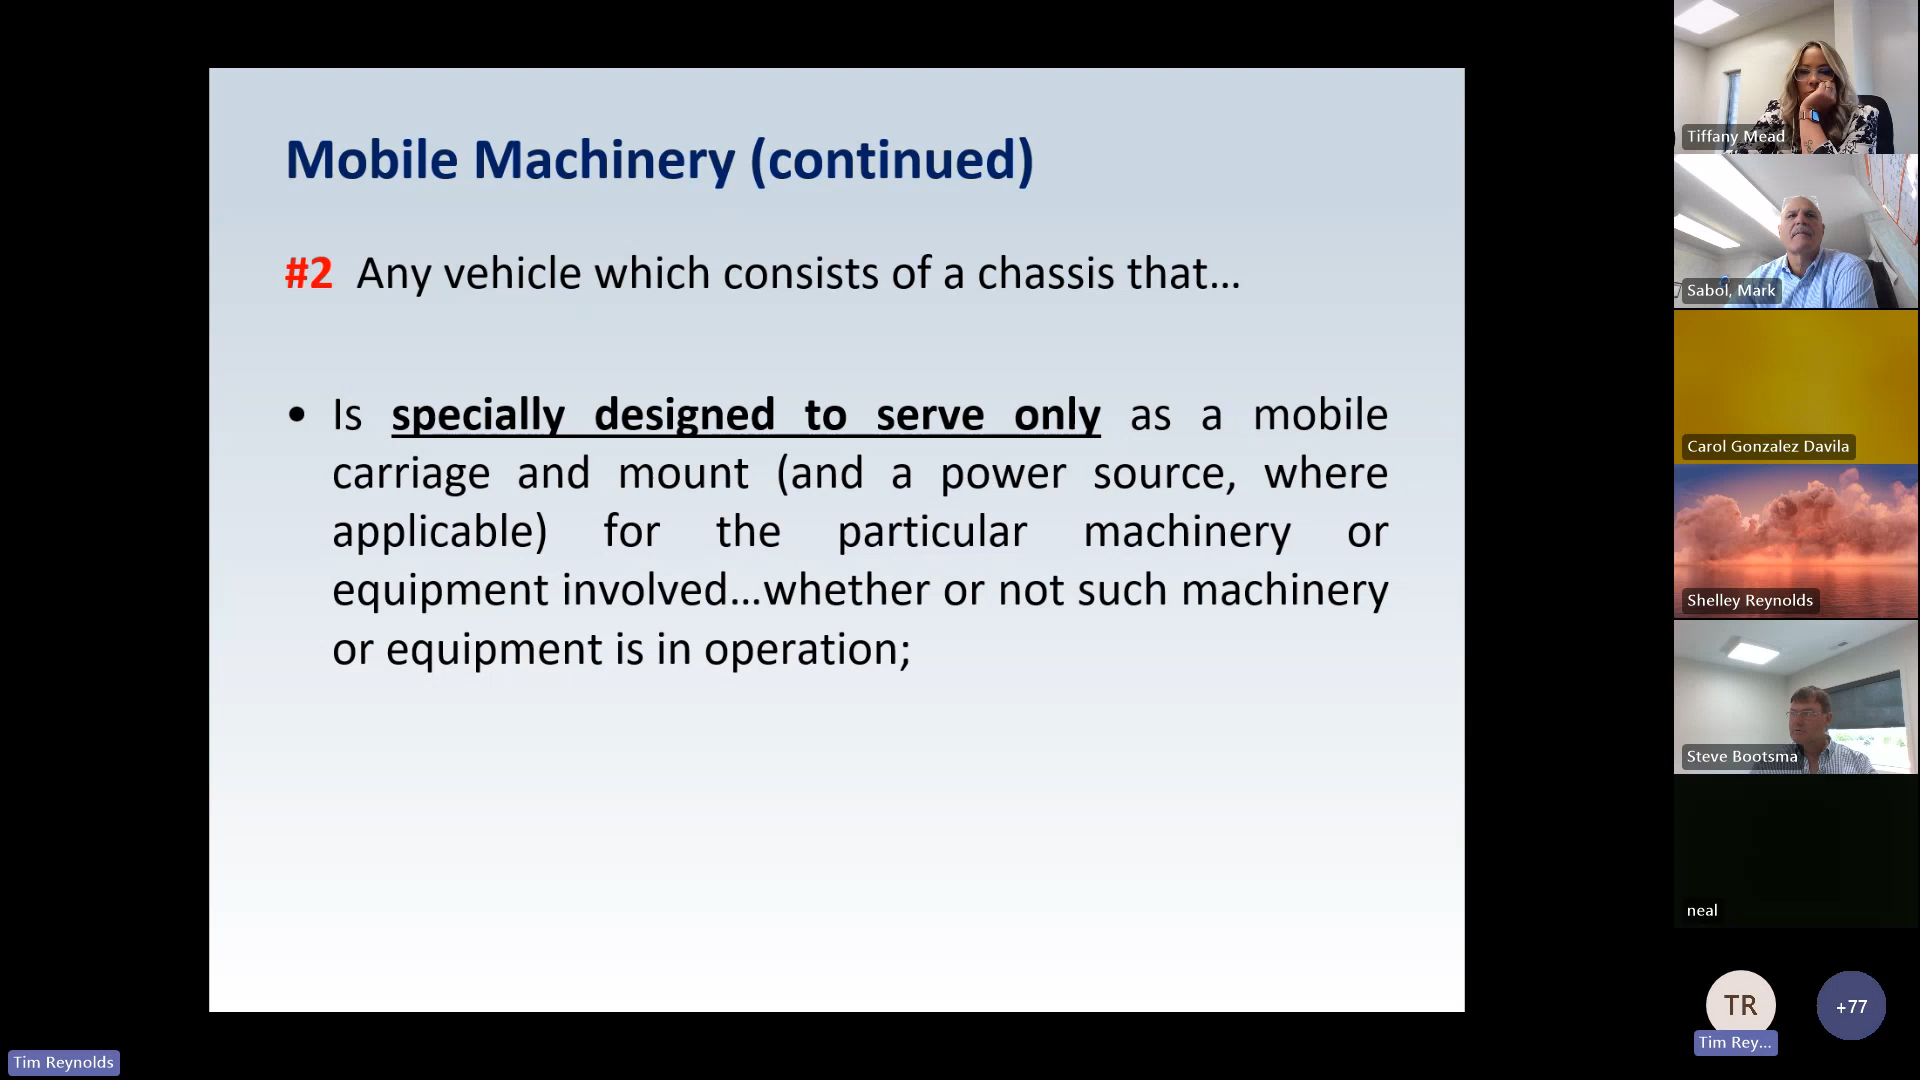 Mobile Machinery (continued)
#2 Any vehicle which consists of a chassis that...
• Is specially designed to serve only as a mobile
carriage and mount (and a power source, where
applicable) for the particular machinery or
equipment involved...whether or not such machinery
or equipment is in operation;
Tiffany Mead
Sabol, Mark
Carol Gonzalez Davila
Shelley Reynolds
Steve Bootsma
neal
TR
+77
Tim Rey...
Tim Reynolds